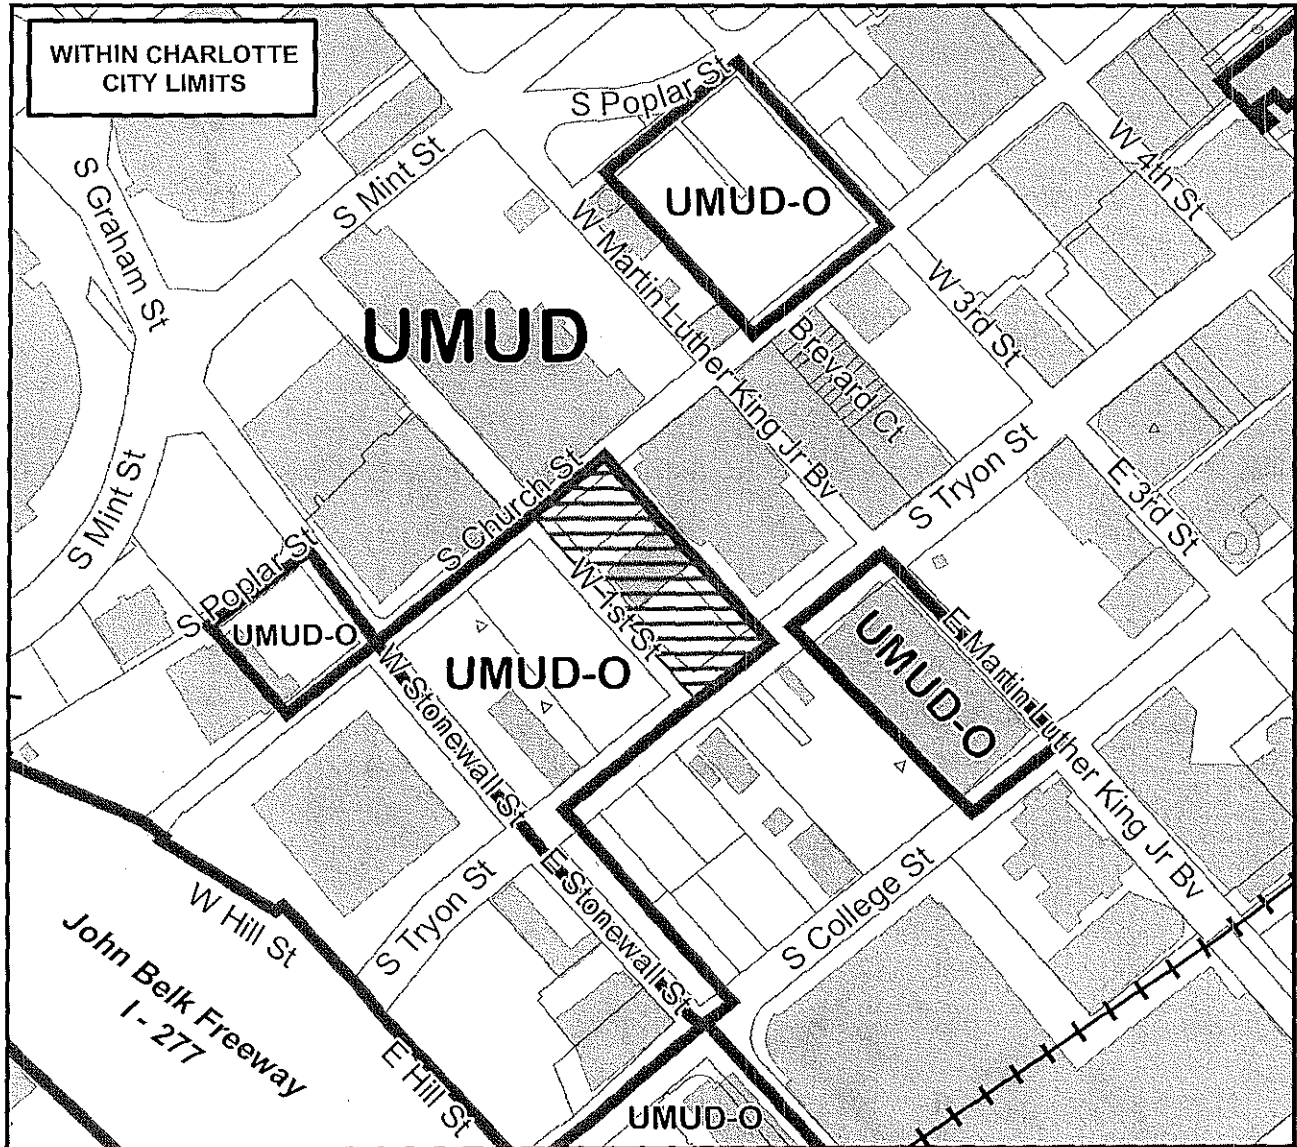 WITHIN CHARLOTTE
CITY LIMITS
S Poplar St
S Mint St
S Graham St
W 4th St
UMUD-O
W Martin Luther King Jr Bv
W 3rd St
UMUD
Brevard Ct
S Tryon St
E 3rd St
S Church St
S Mint St
S Poplar St
W 1st St
UMUD-O
UMUD-O
UMUD-O
E Martin Luther King Jr Bv
W Stonewall St
E Stonewall St
S Tryon St
S College St
W Hill St
John Belk Freeway
I - 277
E Hill St
UMUD-O